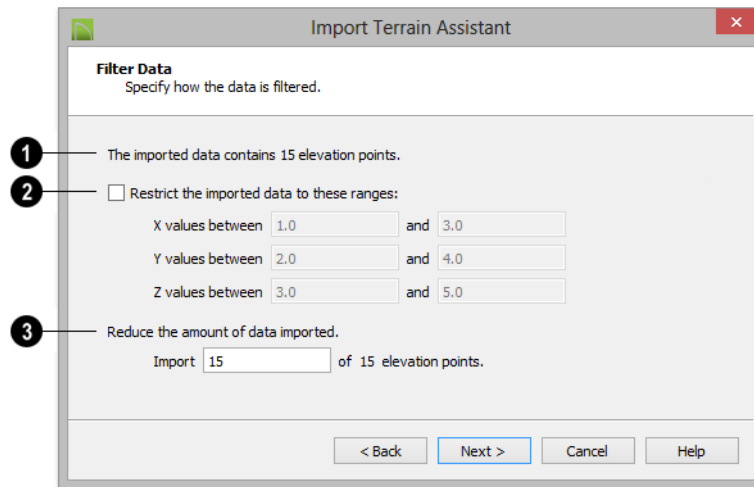 Import Terrain Assistant
Filter Data
Specify how the data is filtered.
1 The imported data contains 15 elevation points.
2 Restrict the imported data to these ranges:
X values between 1.0 and 3.0
Y values between 2.0 and 4.0
Z values between 3.0 and 5.0
3 Reduce the amount of data imported.
Import 15 of 15 elevation points.
< Back Next > Cancel Help